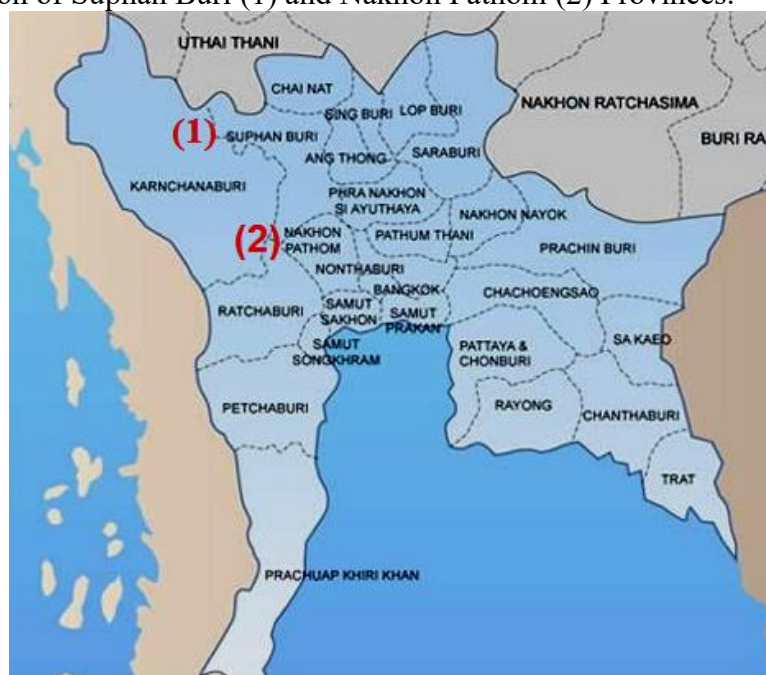 on of Suphan Buri (1) and Nakhon Pathom (2) Provinces.
UTHAI THANI
CHAI NAT
SING BURI
LOP BURI
NAKHON RATCHASIMA
(1)
SUPHAN BURI
BURI RA
ANG THONG
SARABURI
KARNCHANABURI
PHRA NAKHON
SI AYUTHAYA
NAKHON NAYOK
(2)
NAKHON
PATHOM
PATHUM THANI
PRACHIN BURI
NONTHABURI
BANGKOK
CHACHOENGSAO
RATCHABURI
SAMUT
SAKHON
SAMUT
PRAKAN
SA KAEO
SAMUT
SONGKHRAM
PATTAYA &
CHONBURI
PETCHABURI
RAYONG
CHANTHABURI
TRAT
PRACHUAP KHIRI KHAN